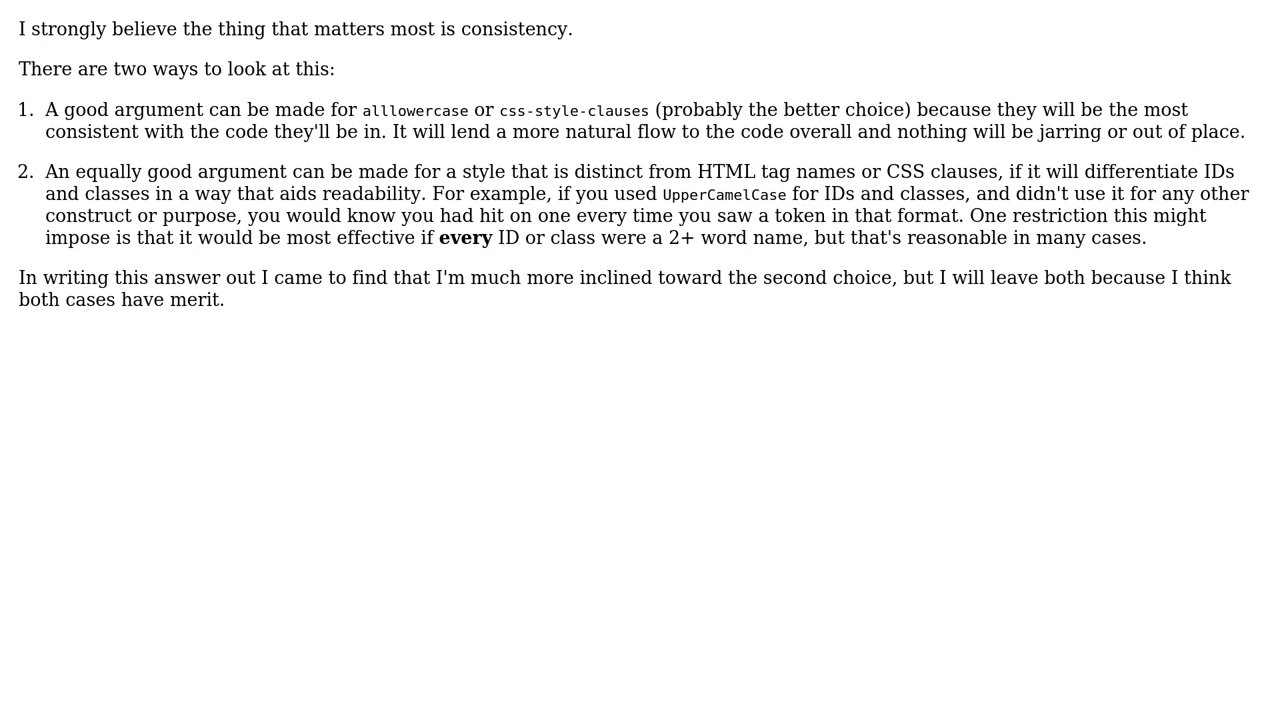 I strongly believe the thing that matters most is consistency.
There are two ways to look at this:
1. A good argument can be made for alllowercase or css-style-clauses (probably the better choice) because they will be the most
consistent with the code they'll be in. It will lend a more natural flow to the code overall and nothing will be jarring or out of place.
2. An equally good argument can be made for a style that is distinct from HTML tag names or CSS clauses, if it will differentiate IDs
and classes in a way that aids readability. For example, if you used UpperCamelCase for IDs and classes, and didn't use it for any other
construct or purpose, you would know you had hit on one every time you saw a token in that format. One restriction this might
impose is that it would be most effective if every ID or class were a 2+ word name, but that's reasonable in many cases.
In writing this answer out I came to find that I'm much more inclined toward the second choice, but I will leave both because I think
both cases have merit.